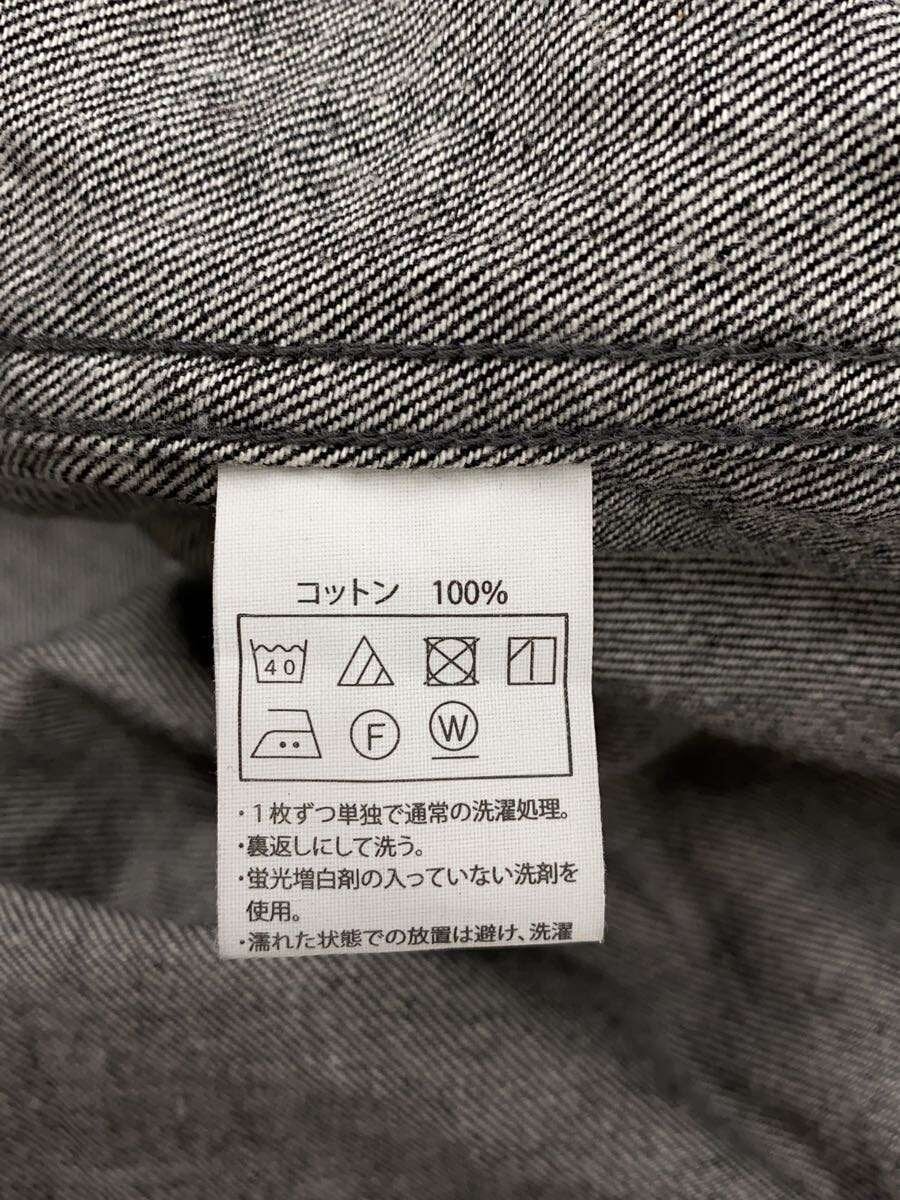 コットン 100%
40
F W
・1枚ずつ単独で通常の洗濯処理。
・裏返しにして洗う。
・蛍光増白剤の入っていない洗剤を
使用。
・濡れた状態での放置は避け、洗濯